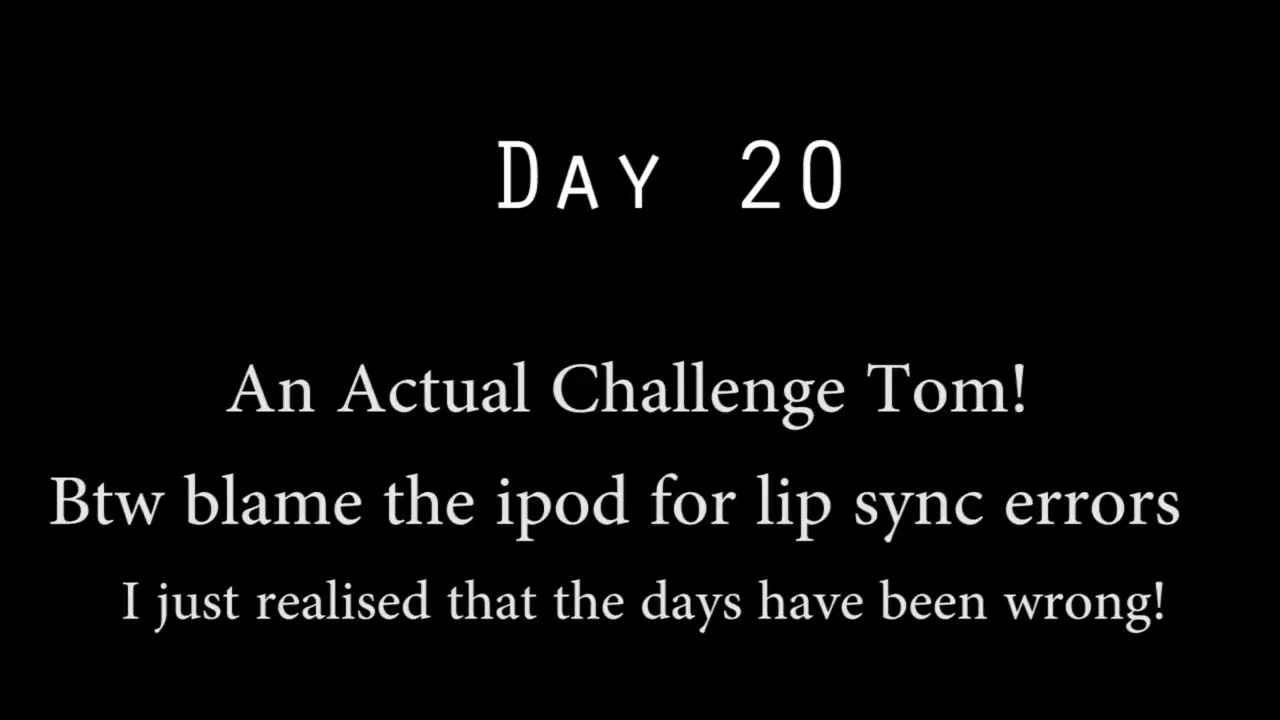 Day 20
An Actual Challenge Tom!
Btw blame the ipod for lip sync errors
I just realised that the days have been wrong!